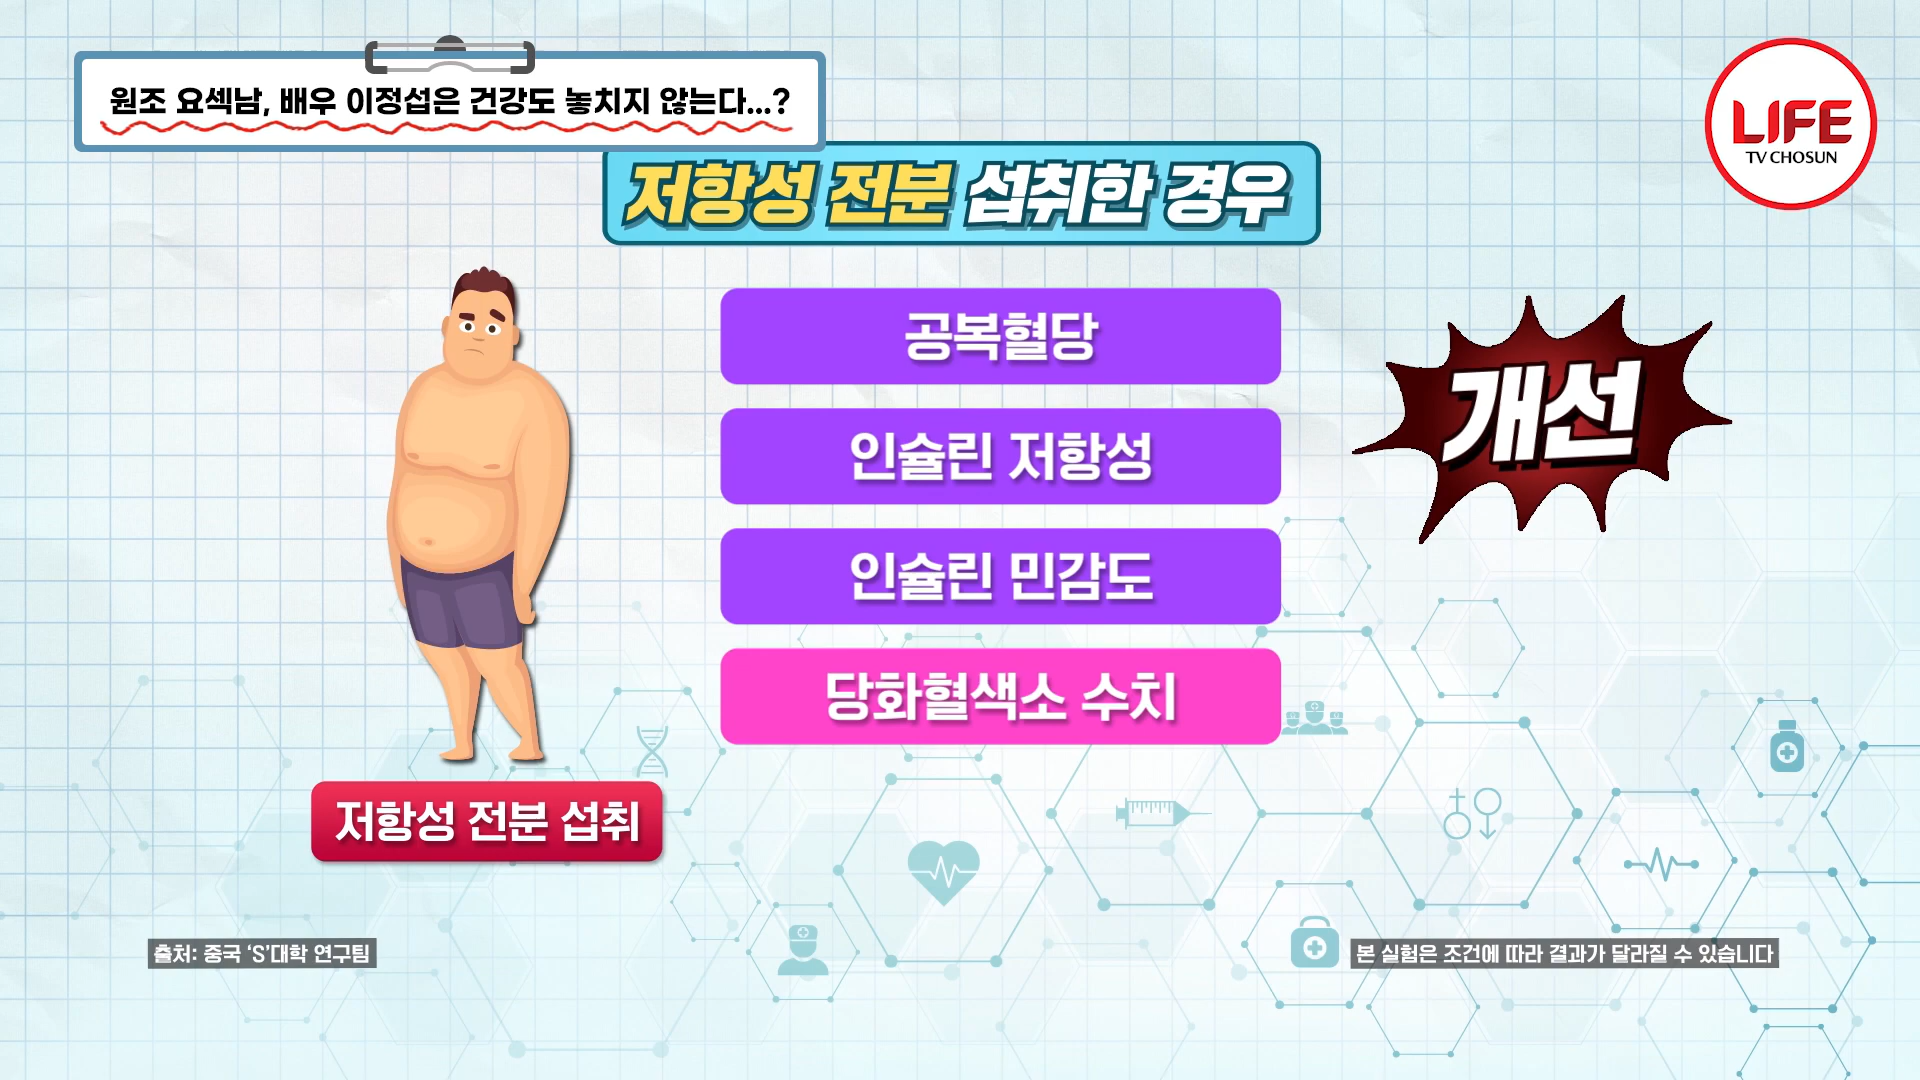 원조 요섹남, 배우 이정섭은 건강도 놓치지 않는다...?
LIFE
TV CHOSUN
저항성 전분 섭취한 경우
공복혈당
인슐린 저항성
인슐린 민감도
당화혈색소 수치
개선
저항성 전분 섭취
출처: 중국 ‘S’대학 연구팀
본 실험은 조건에 따라 결과가 달라질 수 있습니다